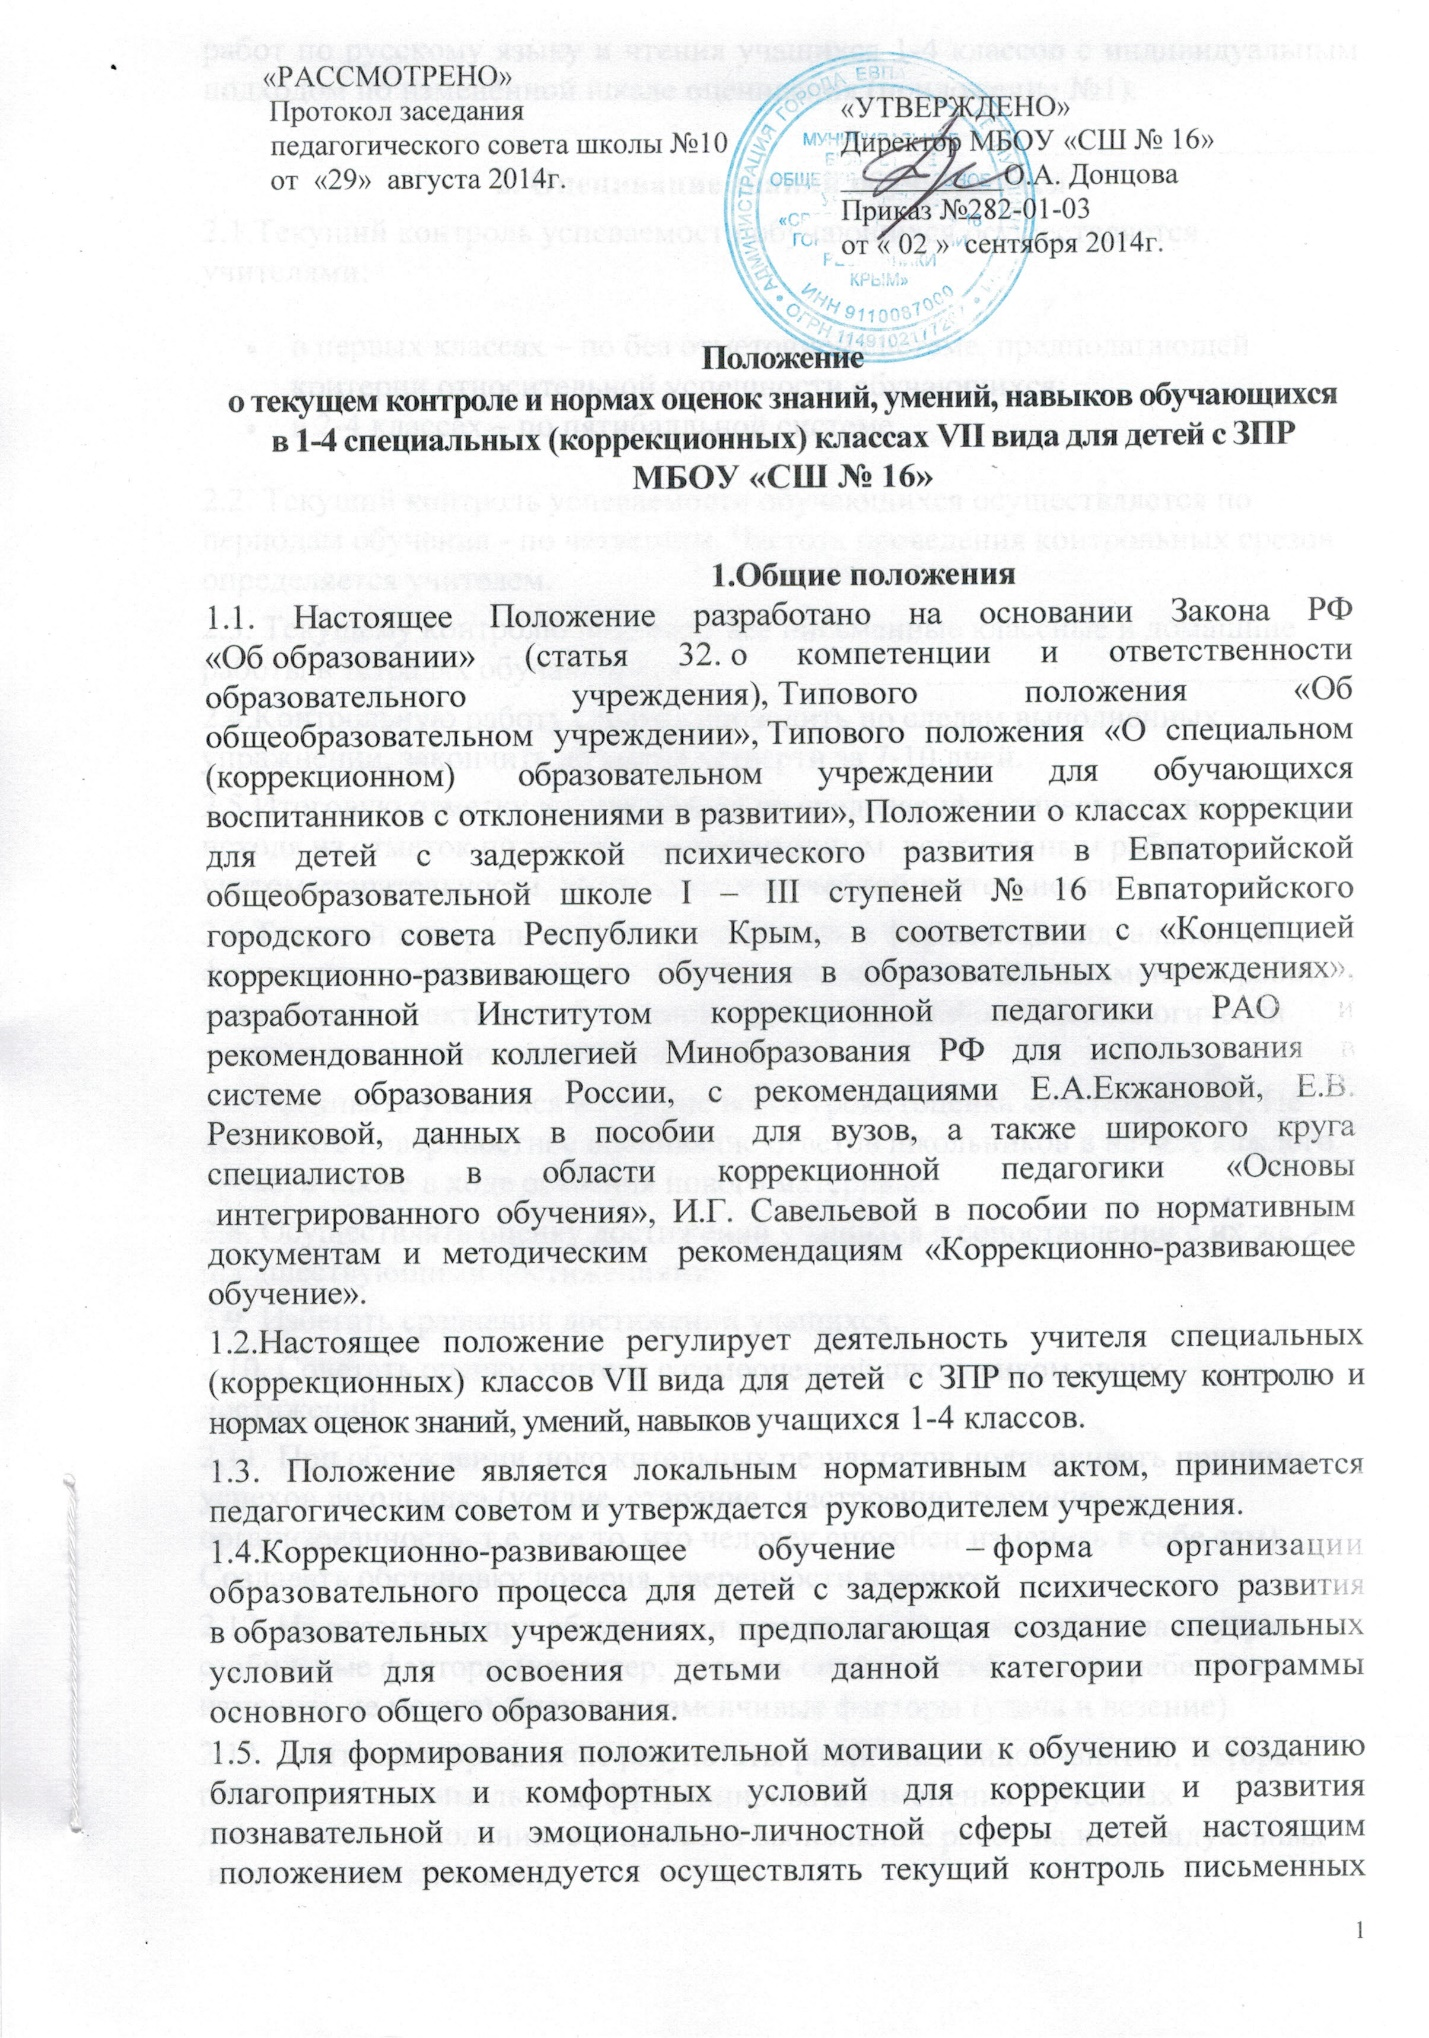 «РАССМОТРЕНО»
Протокол заседания
педагогического совета школы №10
от «29» августа 2014г.
«УТВЕРЖДЕНО»
Директор МБОУ «СШ № 16»
О.А. Донцова
Приказ №282-01-03
от « 02 » сентября 2014г.
АДМИНИСТРАЦИЯ ГОРОДА
КРЫМ»
ИНН 9110087000
Положение
о текущем контроле и нормах оценок знаний, умений, навыков обучающихся
в 1-4 специальных (коррекционных) классах VII вида для детей с ЗПР
МБОУ «СШ № 16»
1.Общие положения
1.1. Настоящее Положение разработано на основании Закона РФ
«Об образовании» (статья 32. о компетенции и ответственности
образовательного учреждения), Типового положения «Об
общеобразовательном учреждении», Типового положения «О специальном
(коррекционном) образовательном учреждении для обучающихся
воспитанников с отклонениями в развитии», Положении о классах коррекции
для детей с задержкой психического развития в Евпаторийской
общеобразовательной школе I – III ступеней № 16 Евпаторийского
городского совета Республики Крым, в соответствии с «Концепцией
коррекционно-развивающего обучения в образовательных учреждениях».
разработанной Институтом коррекционной педагогики РАО и
рекомендованной коллегией Минобразования РФ для использования в
системе образования России, с рекомендациями Е.А.Екжановой, Е.В.
Резниковой, данных в пособии для вузов, а также широкого круга
специалистов в области коррекционной педагогики «Основы
интегрированного обучения», И.Г. Савельевой в пособии по нормативным
документам и методическим рекомендациям «Коррекционно-развивающее
обучение».
1.2.Настоящее положение регулирует деятельность учителя специальных
(коррекционных) классов VII вида для детей с ЗПР по текущему контролю и
нормах оценок знаний, умений, навыков учащихся 1-4 классов.
1.3. Положение является локальным нормативным актом, принимается
педагогическим советом и утверждается руководителем учреждения.
1.4.Коррекционно-развивающее обучение – форма организации
образовательного процесса для детей с задержкой психического развития
в образовательных учреждениях, предполагающая создание специальных
условий для освоения детьми данной категории программы
основного общего образования.
1.5. Для формирования положительной мотивации к обучению и созданию
благоприятных и комфортных условий для коррекции и развития
познавательной и эмоционально-личностной сферы детей настоящим
положением рекомендуется осуществлять текущий контроль письменных
1